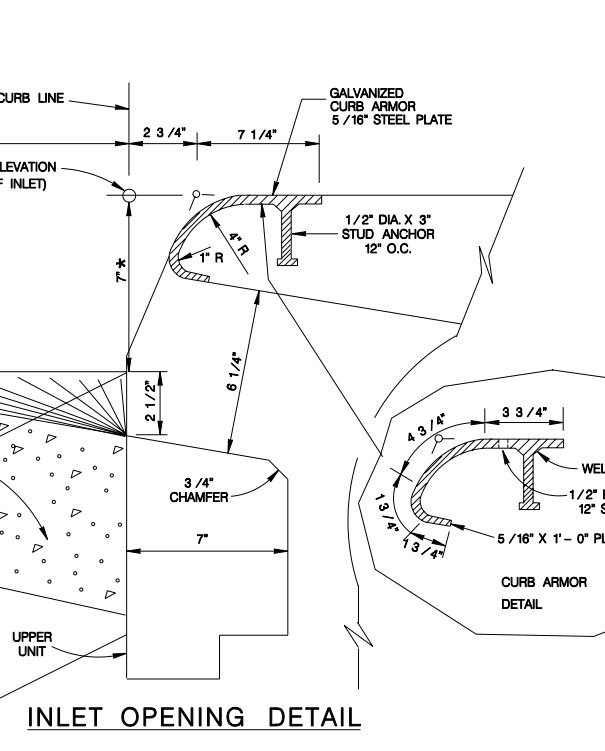 CURB LINE
GALVANIZED
CURB ARMOR
5/16" STEEL PLATE
2 3/4"
7 1/4"
LEVATION
F INLET)
1/2" DIA. X 3"
STUD ANCHOR
12" O.C.
4" R
1" R
7"*
6 1/4"
2 1/2"
3 3/4"
4 3/4"
WEL
3/4"
CHAMFER
1/2" 
12" S
1 3/4"
7"
5/16" X 1'-0" PL
1 3/4"
CURB ARMOR
DETAIL
UPPER
UNIT
INLET OPENING DETAIL